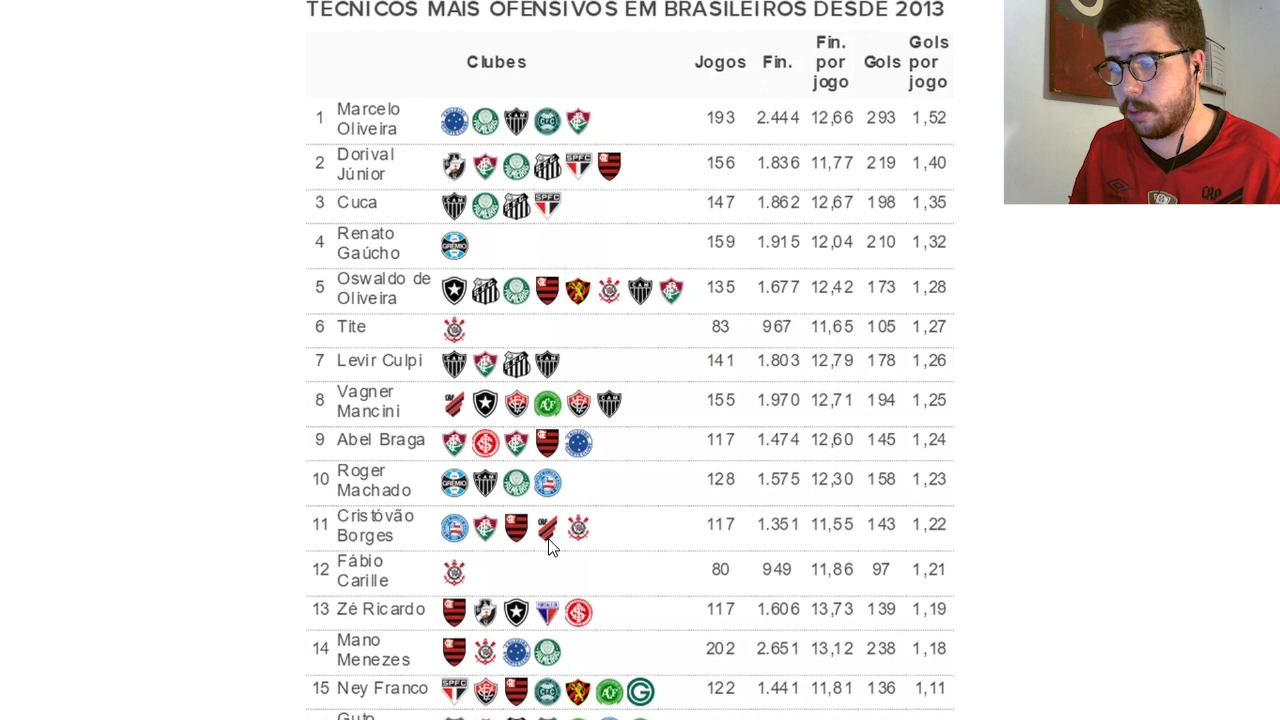 TÉCNICOS MAIS OFENSIVOS EM BRASILEIROS DESDE 2013
Clubes Jogos Fin. Fin. por jogo Gols Gols por jogo
1 Marcelo Oliveira 193 2.444 12,66 293 1,52
2 Dorival Júnior 156 1.836 11,77 219 1,40
3 Cuca 147 1.862 12,67 198 1,35
4 Renato Gaúcho 159 1.915 12,04 210 1,32
5 Oswaldo de Oliveira 135 1.677 12,42 173 1,28
6 Tite 83 967 11,65 105 1,27
7 Levir Culpi 141 1.803 12,79 178 1,26
8 Vagner Mancini 155 1.970 12,71 194 1,25
9 Abel Braga 117 1.474 12,60 145 1,24
10 Roger Machado 128 1.575 12,30 158 1,23
11 Cristóvão Borges 117 1.351 11,55 143 1,22
12 Fábio Carille 80 949 11,86 97 1,21
13 Zé Ricardo 117 1.606 13,73 139 1,19
14 Mano Menezes 202 2.651 13,12 238 1,18
15 Ney Franco 122 1.441 11,81 136 1,11
Guto